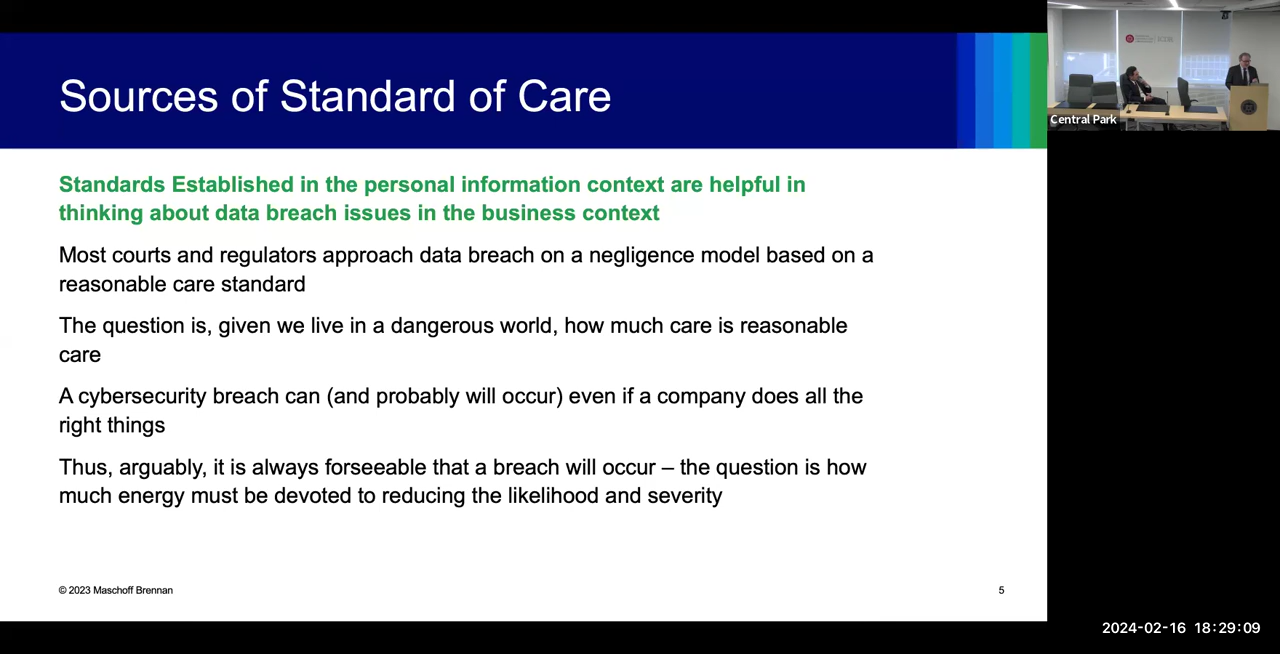 Sources of Standard of Care
Standards Established in the personal information context are helpful in
thinking about data breach issues in the business context
Most courts and regulators approach data breach on a negligence model based on a
reasonable care standard
The question is, given we live in a dangerous world, how much care is reasonable
care
A cybersecurity breach can (and probably will occur) even if a company does all the
right things
Thus, arguably, it is always forseeable that a breach will occur – the question is how
much energy must be devoted to reducing the likelihood and severity
© 2023 Maschoff Brennan
5
Central Park
2024-02-16 18:29:09